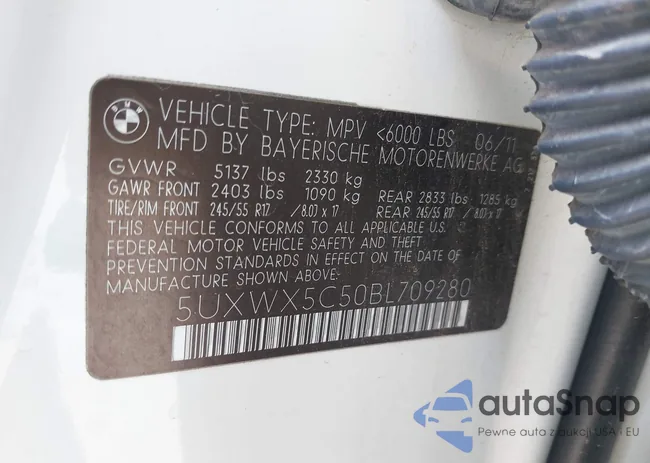 BMW
VEHICLE TYPE: MPV <6000 LBS 06/11
MFD BY BAYERISCHE MOTORENWERKE AG
GVWR 5137 lbs 2330 kg
GAWR FRONT 2403 lbs 1090 kg REAR 2833 lbs 1285 kg
TIRE/RIM FRONT 245/55 R17 /8.0J x 17 REAR 245/55 R17 /8.0J x 17
THIS VEHICLE CONFORMS TO ALL APPLICABLE U.S.
FEDERAL MOTOR VEHICLE SAFETY AND THEFT
PREVENTION STANDARDS IN EFFECT ON THE DATE OF
MANUFACTURE SHOWN ABOVE.
5UXWX5C50BL709280
autoSnap
Pewne auta z aukcji USA - EU